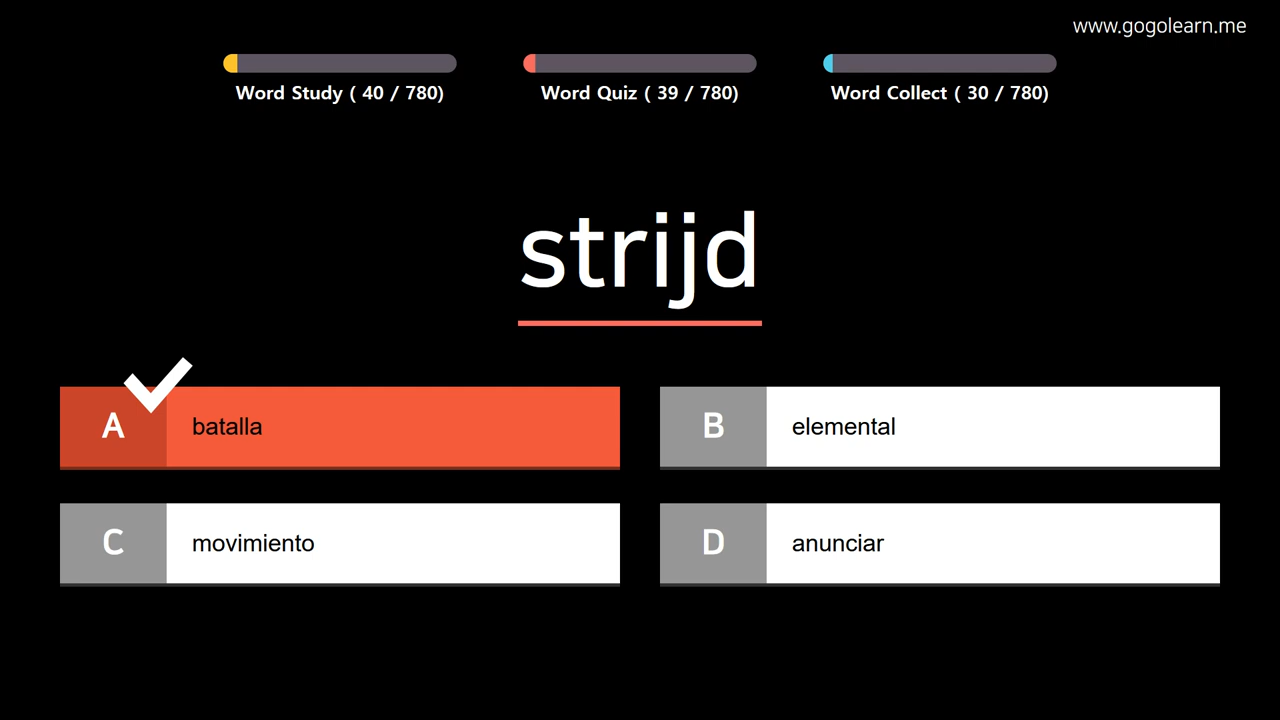 www.gogolearn.me
Word Study ( 40 / 780)
Word Quiz ( 39 / 780)
Word Collect ( 30 / 780)
strijd
A batalla
B elemental
C movimiento
D anunciar